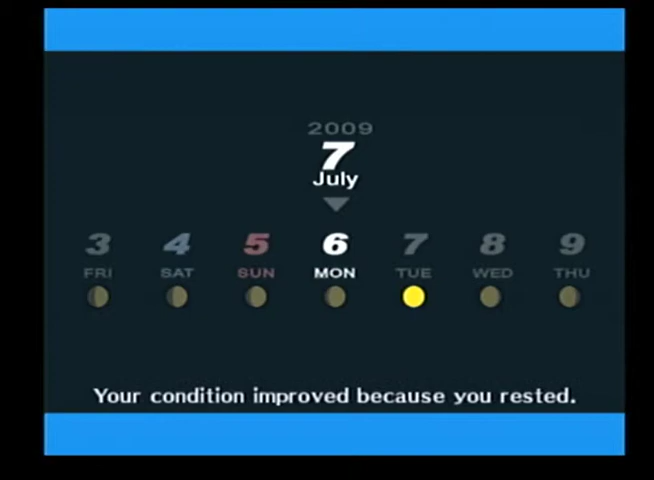 2009
7
July
3 4 5 6 7 8 9
FRI SAT SUN MON TUE WED THU
Your condition improved because you rested.